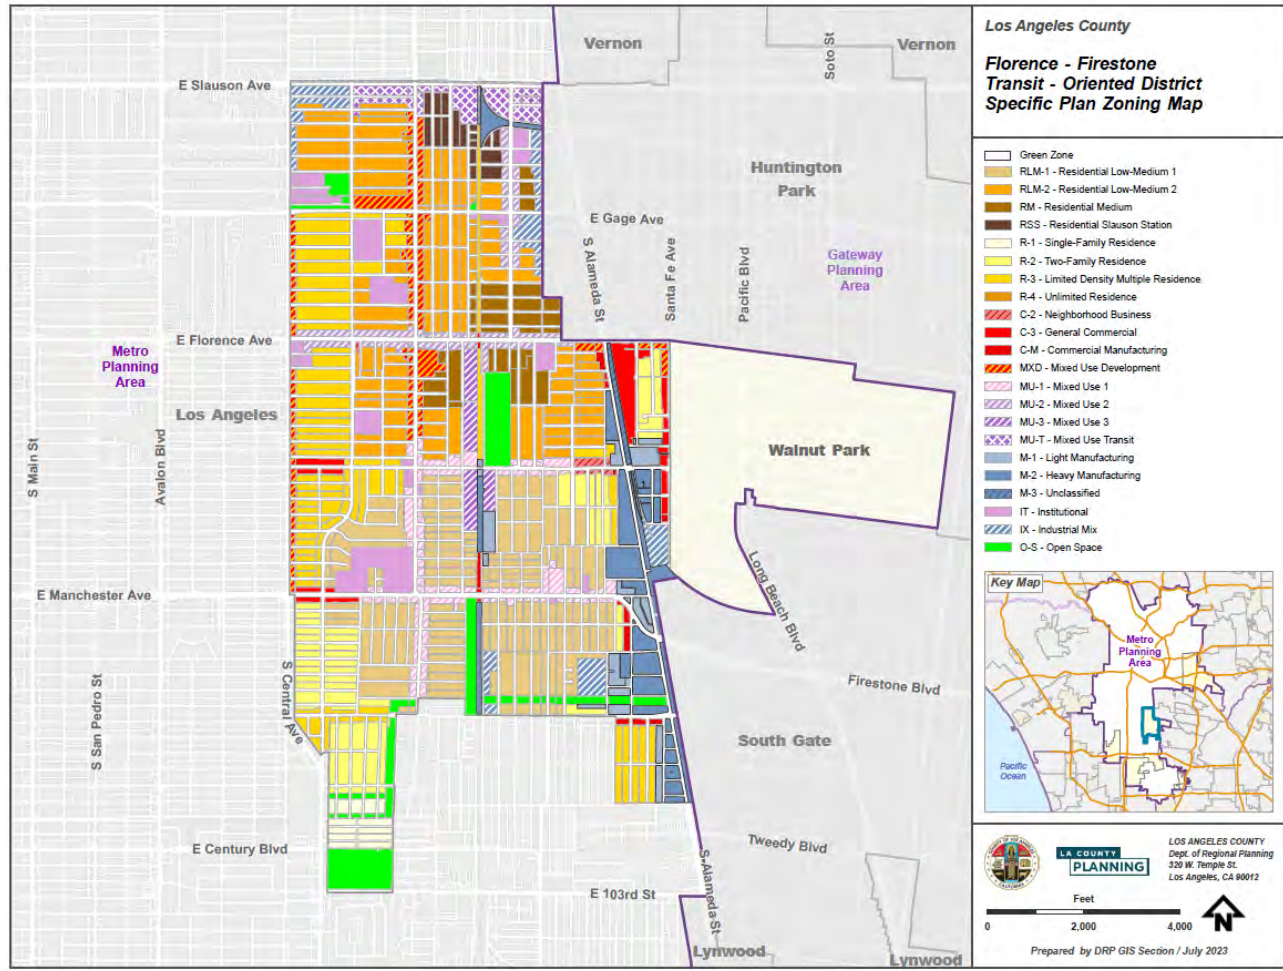 Los Angeles County
Florence - Firestone
Transit - Oriented District
Specific Plan Zoning Map
Green Zone
RLM-1 - Residential Low-Medium 1
RLM-2 - Residential Low-Medium 2
RM - Residential Medium
RSS - Residential Slauson Station
R-1 - Single-Family Residence
R-2 - Two-Family Residence
R-3 - Limited Density Multiple Residence
R-4 - Unlimited Residence
C-2 - Neighborhood Business
C-3 - General Commercial
C-M - Commercial Manufacturing
MXD - Mixed Use Development
MU-1 - Mixed Use 1
MU-2 - Mixed Use 2
MU-3 - Mixed Use 3
MU-T - Mixed Use Transit
M-1 - Light Manufacturing
M-2 - Heavy Manufacturing
M-3 - Unclassified
IT - Institutional
IX - Industrial Mix
O-S - Open Space
Key Map
Metro
Planning
Area
Pacific
Ocean
LA COUNTY
PLANNING
LOS ANGELES COUNTY
Dept. of Regional Planning
320 W. Temple St.
Los Angeles, CA 90012
Feet
0 2,000 4,000
N
Prepared by DRP GIS Section / July 2023
Vernon
Soto St
Vernon
E Slauson Ave
Huntington
Park
E Gage Ave
S Alameda St
Santa Fe Ave
Pacific Blvd
Gateway
Planning
Area
E Florence Ave
Metro
Planning
Area
Los Angeles
S Main St
Avalon Blvd
Walnut Park
E Manchester Ave
Long Beach Blvd
Firestone Blvd
S San Pedro St
S Central Ave
South Gate
Tweedy Blvd
E Century Blvd
E 103rd St
S Alameda St
Lynwood
Lynwood